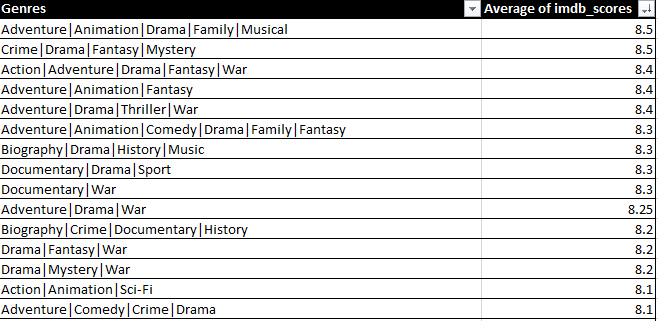 Genres Average of imdb_scores
Adventure|Animation|Drama|Family|Musical 8.5
Crime|Drama|Fantasy|Mystery 8.5
Action|Adventure|Drama|Fantasy|War 8.4
Adventure|Animation|Fantasy 8.4
Adventure|Drama|Thriller|War 8.4
Adventure|Animation|Comedy|Drama|Family|Fantasy 8.3
Biography|Drama|History|Music 8.3
Documentary|Drama|Sport 8.3
Documentary|War 8.3
Adventure|Drama|War 8.25
Biography|Crime|Documentary|History 8.2
Drama|Fantasy|War 8.2
Drama|Mystery|War 8.2
Action|Animation|Sci-Fi 8.1
Adventure|Comedy|Crime|Drama 8.1